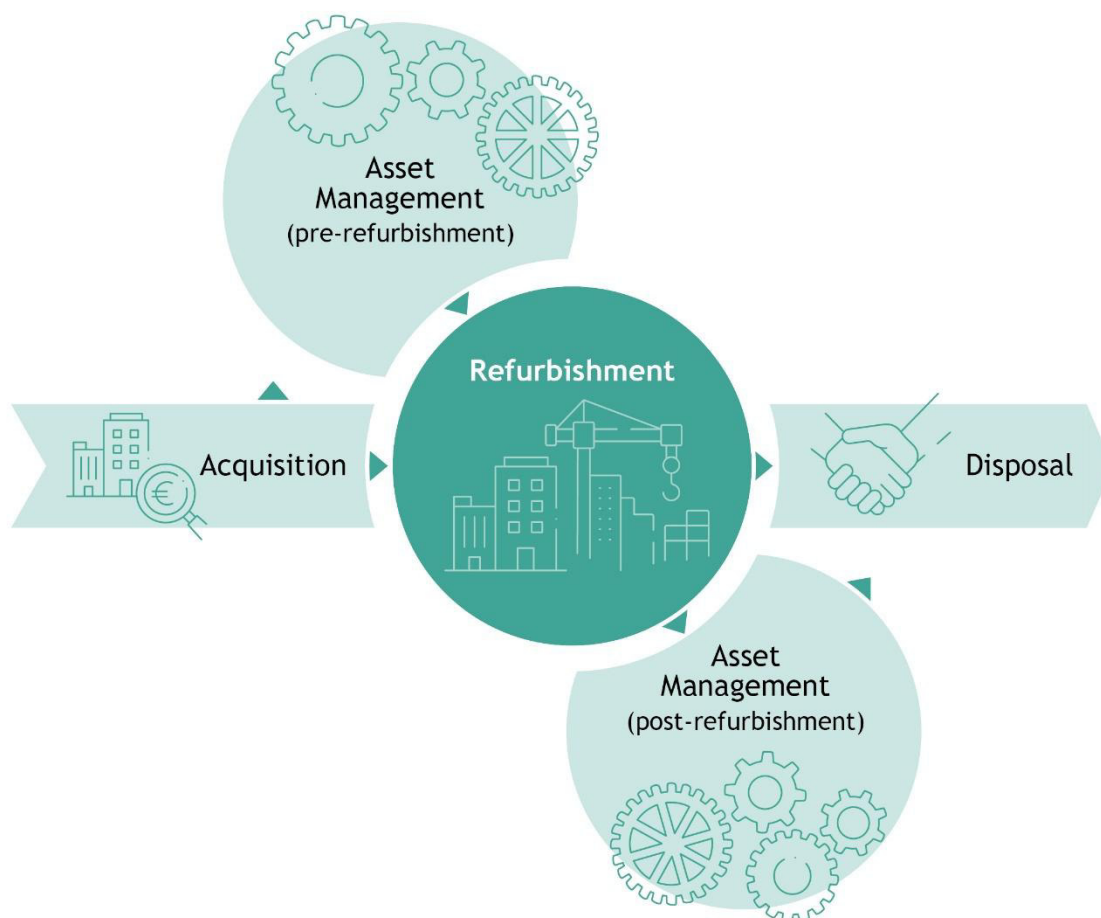 Asset
Management
(pre-refurbishment)
Refurbishment
Acquisition
€
Disposal
Asset
Management
(post-refurbishment)